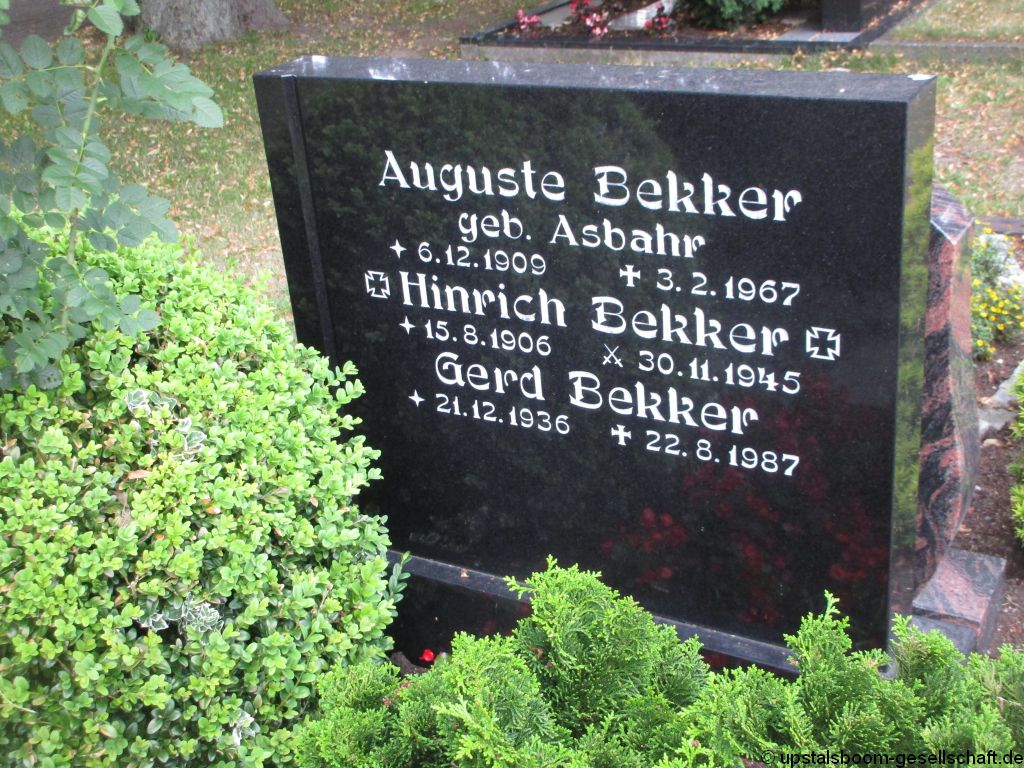 Auguste Bekker
geb. Asbahr
6.12.1909 3.2.1967
Hinrich Bekker
15.8.1906 30.11.1945
Gerd Bekker
21.12.1936 22.8.1987
© upstalsboom-gesellschaft.de